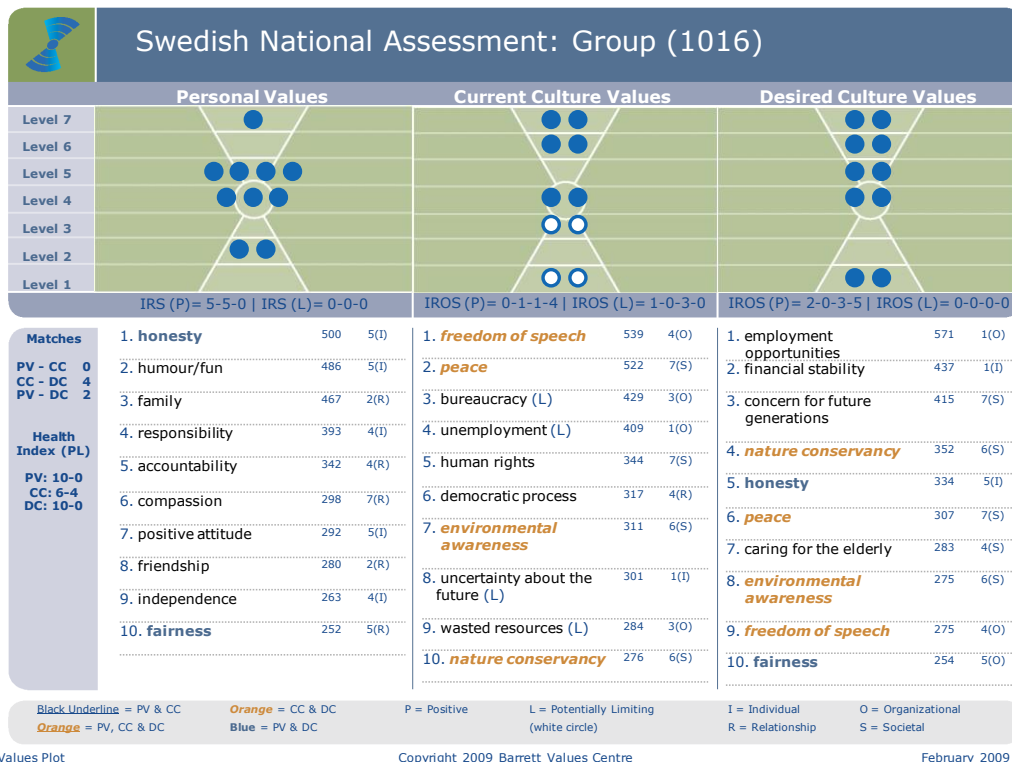 Swedish National Assessment: Group (1016)
Personal Values
Current Culture Values
Desired Culture Values
Level 7
Level 6
Level 5
Level 4
Level 3
Level 2
Level 1
IRS (P)= 5-5-0 | IRS (L)= 0-0-0
IROS (P)= 0-1-1-4 | IROS (L)= 1-0-3-0
IROS (P)= 2-0-3-5 | IROS (L)= 0-0-0-0
Matches
PV - CC 0
CC - DC 4
PV - DC 2
Health
Index (PL)
PV: 10-0
CC: 6-4
DC: 10-0
1. honesty 500 5(I)
2. humour/fun 486 5(I)
3. family 467 2(R)
4. responsibility 393 4(I)
5. accountability 342 4(R)
6. compassion 298 7(R)
7. positive attitude 292 5(I)
8. friendship 280 2(R)
9. independence 263 4(I)
10. fairness 252 5(R)
1. freedom of speech 539 4(O)
2. peace 522 7(S)
3. bureaucracy (L) 429 3(O)
4. unemployment (L) 409 1(O)
5. human rights 344 7(S)
6. democratic process 317 4(R)
7. environmental 311 6(S)
awareness
8. uncertainty about the 301 1(I)
future (L)
9. wasted resources (L) 284 3(O)
10. nature conservancy 276 6(S)
1. employment 571 1(O)
opportunities
2. financial stability 437 1(I)
3. concern for future 415 7(S)
generations
4. nature conservancy 352 6(S)
5. honesty 334 5(I)
6. peace 307 7(S)
7. caring for the elderly 283 4(S)
8. environmental 275 6(S)
awareness
9. freedom of speech 275 4(O)
10. fairness 254 5(O)
Black Underline = PV & CC
Orange = CC & DC
P = Positive
L = Potentially Limiting
I = Individual
O = Organizational
Orange = PV, CC & DC
Blue = PV & DC
(white circle)
R = Relationship
S = Societal
Values Plot
Copyright 2009 Barrett Values Centre
February 2009